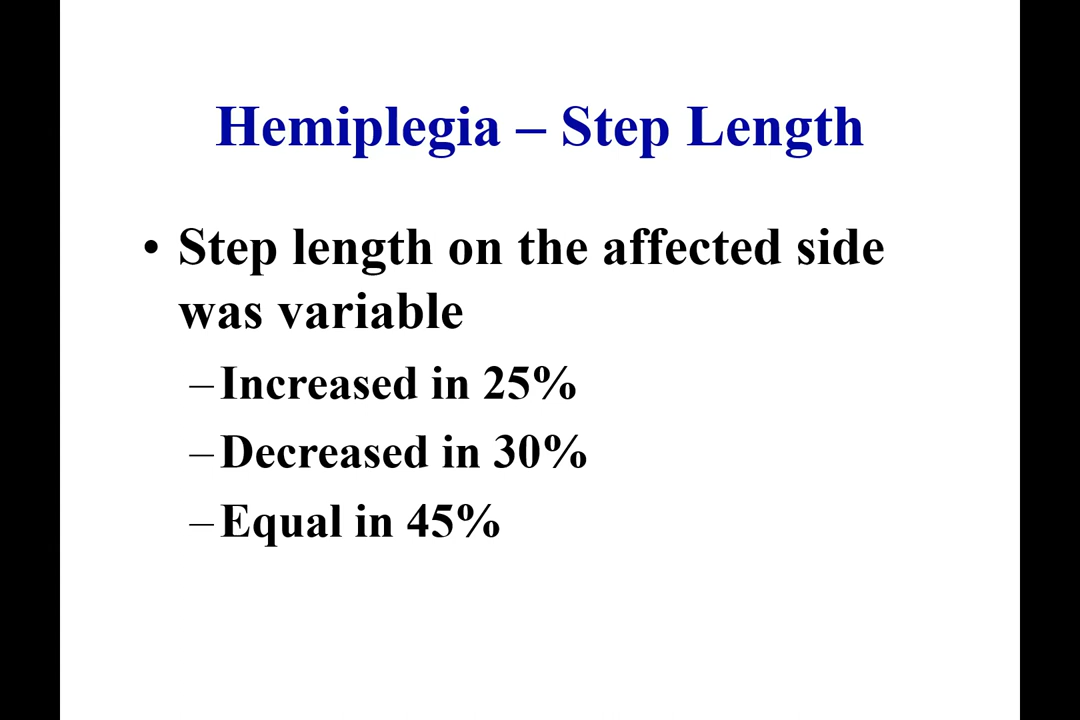 Hemiplegia – Step Length
• Step length on the affected side
was variable
–Increased in 25%
–Decreased in 30%
–Equal in 45%